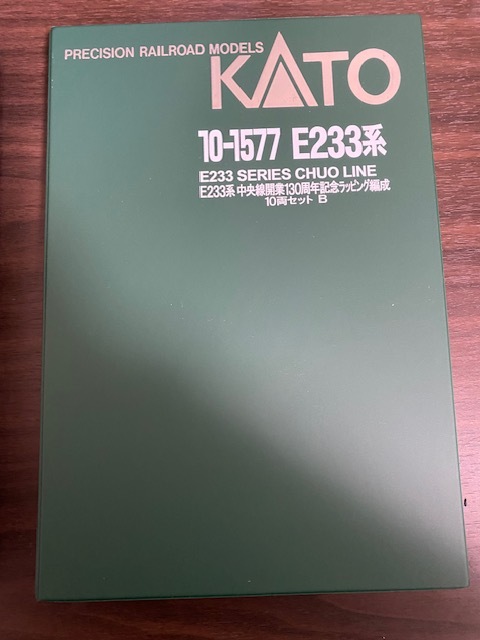 PRECISION RAILROAD MODELS
KATO
10-1577 E233系
E233 SERIES CHUO LINE
E233系 中央線開業130周年記念ラッピング編成
10両セット B